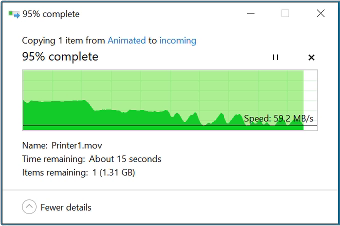 95% complete
Copying 1 item from Animated to incoming
95% complete
Speed: 59.2 MB/s
Name: Printer1.mov
Time remaining: About 15 seconds
Items remaining: 1 (1.31 GB)
Fewer details